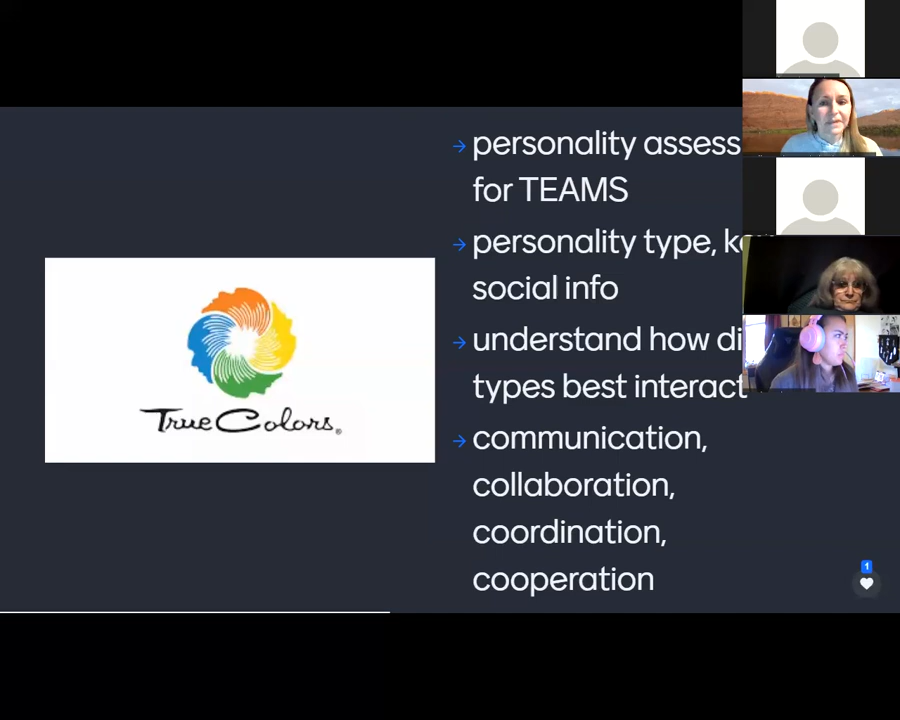 → personality assess
for TEAMS
→ personality type,
social info
→ understand how
types best interact
→ communication,
collaboration,
coordination,
cooperation
True Colors®
1